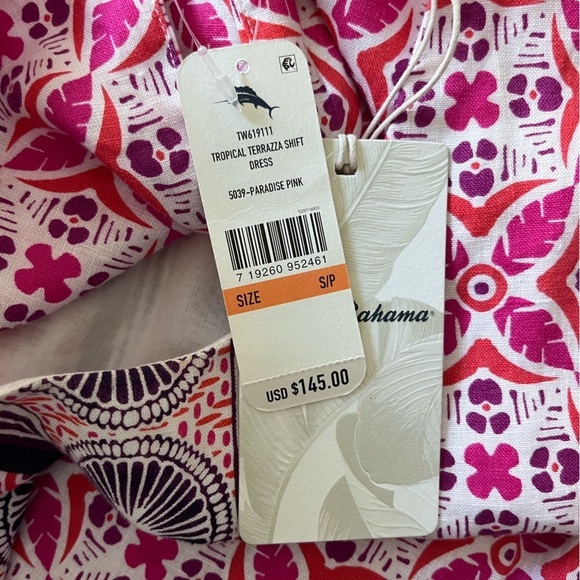 TW619111
TROPICAL TERRAZZA SHIFT
DRESS
5039-PARADISE PINK
7 19260 952461
SIZE S/P
Bahama
USD $145.00